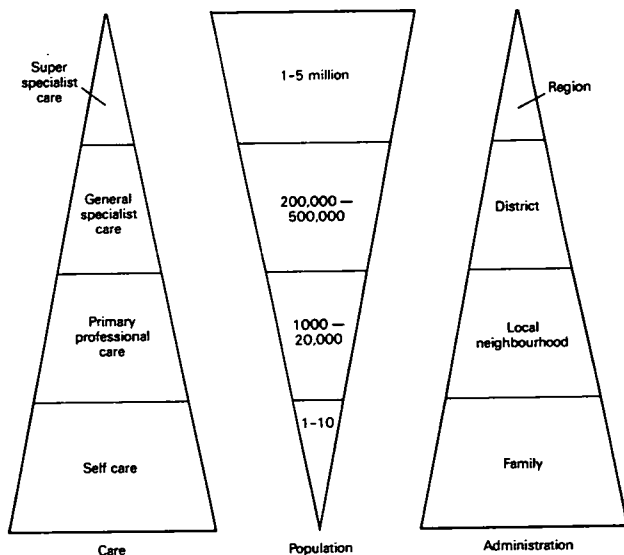 Super
specialist
care
General
specialist
care
Primary
professional
care
Self care
Care
1-5 million
200,000 —
500,000
1000 —
20,000
1-10
Population
Region
District
Local
neighbourhood
Family
Administration